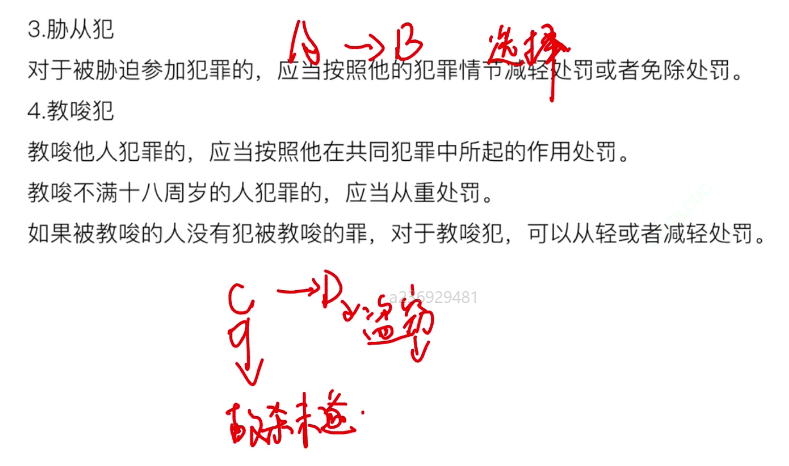 3.胁从犯
A → B 选择
对于被胁迫参加犯罪的，应当按照他的犯罪情节减轻处罚或者免除处罚。
4.教唆犯
教唆他人犯罪的，应当按照他在共同犯罪中所起的作用处罚。
教唆不满十八周岁的人犯罪的，应当从重处罚。
如果被教唆的人没有犯被教唆的罪，对于教唆犯，可以从轻或者减轻处罚。
C → D
a236929481
盗窃
故杀未遂